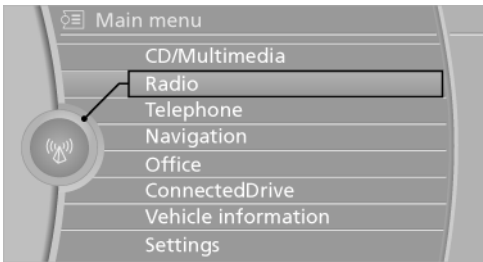 Main menu
CD/Multimedia
Radio
Telephone
Navigation
Office
ConnectedDrive
Vehicle information
Settings